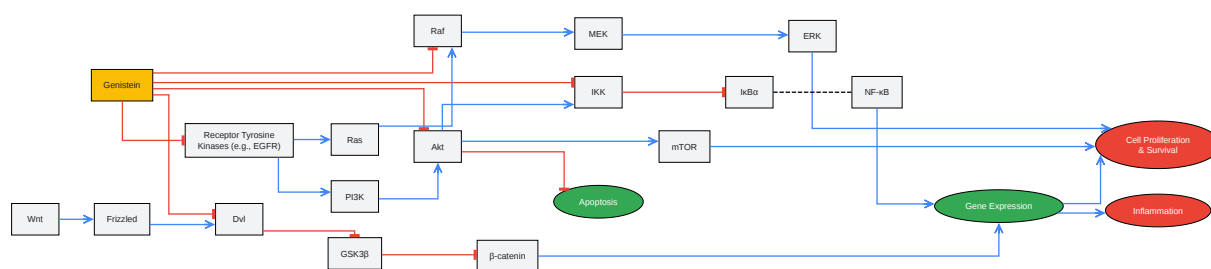 Raf
MEK
ERK
Genistein
IKK
IκBα
NF-κB
Receptor Tyrosine
Kinases (e.g., EGFR)
Ras
Akt
mTOR
Cell Proliferation
& Survival
PI3K
Apoptosis
Gene Expression
Inflammation
Wnt
Frizzled
Dvl
GSK3β
β-catenin